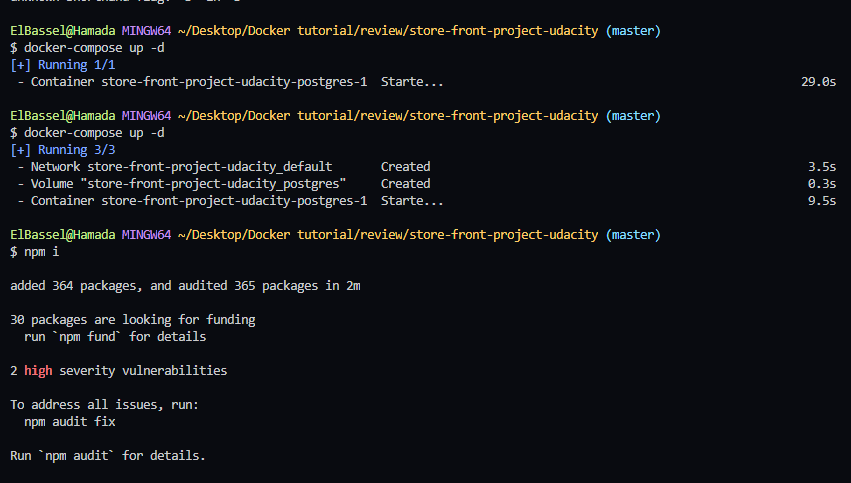 ElBassel@Hamada MINGW64 ~/Desktop/Docker tutorial/review/store-front-project-udacity (master)
$ docker-compose up -d
[+] Running 1/1
 - Container store-front-project-udacity-postgres-1  Starte...                                           29.0s
ElBassel@Hamada MINGW64 ~/Desktop/Docker tutorial/review/store-front-project-udacity (master)
$ docker-compose up -d
[+] Running 3/3
 - Network store-front-project-udacity_default       Created                                              3.5s
 - Volume "store-front-project-udacity_postgres"     Created                                              0.3s
 - Container store-front-project-udacity-postgres-1  Starte...                                            9.5s
ElBassel@Hamada MINGW64 ~/Desktop/Docker tutorial/review/store-front-project-udacity (master)
$ npm i
added 364 packages, and audited 365 packages in 2m
30 packages are looking for funding
  run `npm fund` for details
2 high severity vulnerabilities
To address all issues, run:
  npm audit fix
Run `npm audit` for details.